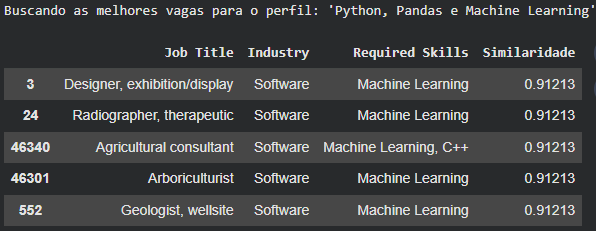 Buscando as melhores vagas para o perfil: 'Python, Pandas e Machine Learning'
Job Title Industry Required Skills Similaridade
3 Designer, exhibition/display Software Machine Learning 0.91213
24 Radiographer, therapeutic Software Machine Learning 0.91213
46340 Agricultural consultant Software Machine Learning, C++ 0.91213
46301 Arboriculturist Software Machine Learning 0.91213
552 Geologist, wellsite Software Machine Learning 0.91213